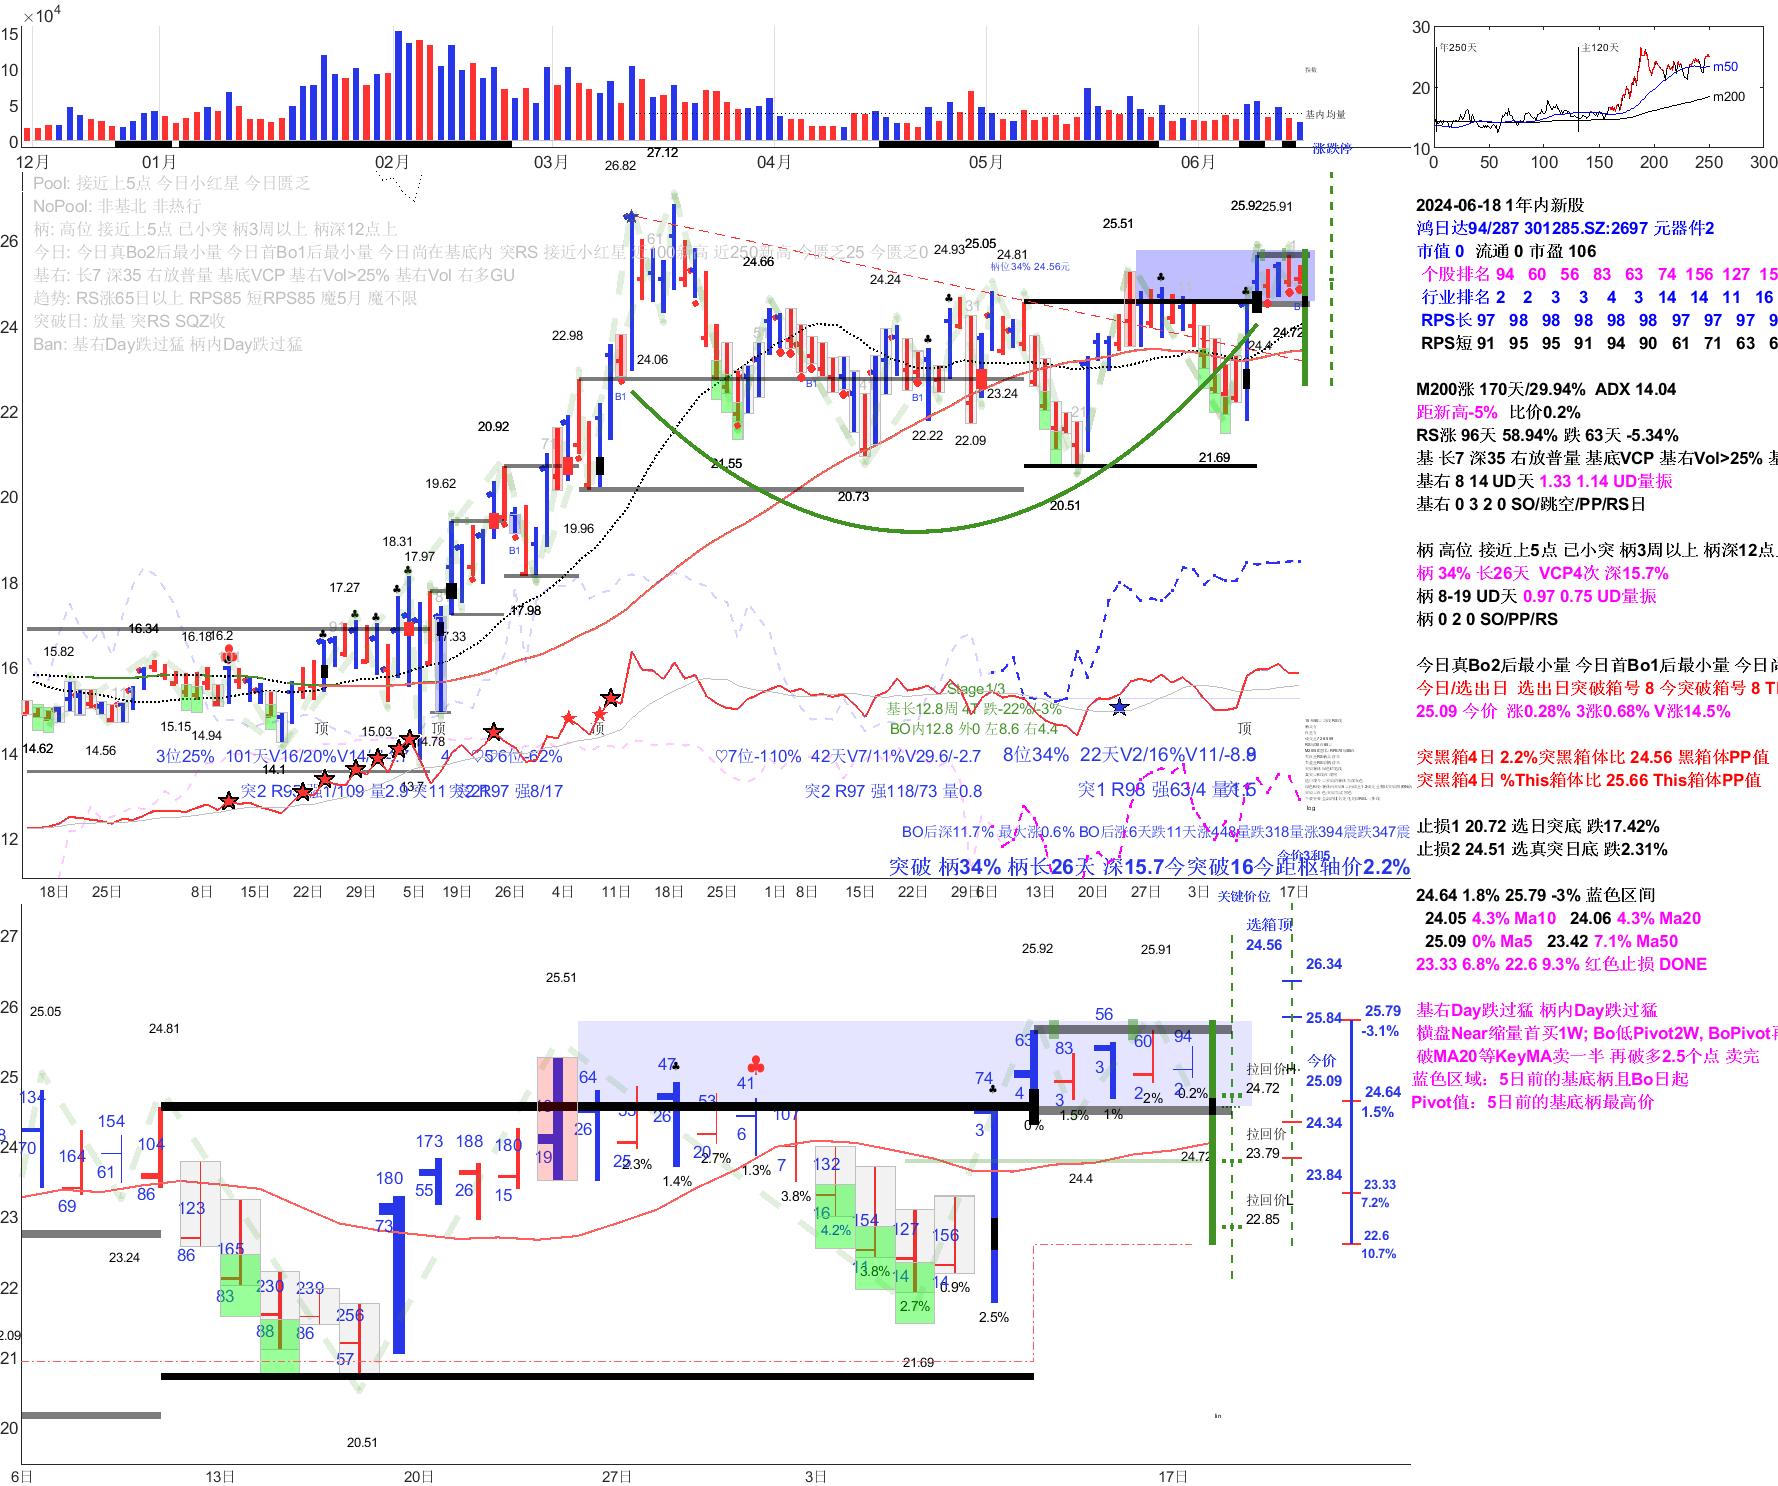 ×10⁴
15
10
5
0
12月
01月
02月
03月
04月
05月
06月
基内均量
涨跌停
30
20
10
年250天
主120天
m50
m200
0
50
100
150
200
250
300
26.82
27.12
Pool: 接近上5点 今日小红星 今日匮乏
NoPool: 非基北 非热行
柄: 高位 接近上5点 己小突 柄3周以上 柄深12点上
今日: 今日真Bo2后最小量 今日首Bo1后最小量 今日尚在基底内 突RS 接近小红星 近100新高 近250新高 今匮乏25 今匮乏0
基右: 长7 深35 右放普量 基底VCP 基右Vol>25% 基右Vol 右多GU
趋势: RS涨65日以上 RPS85 短RPS85 魔5月 魔不限
突破日: 放量 突RS SQZ收
Ban: 基右Day跌过猛 柄内Day跌过猛
26
24
22
20
18
16
14
12
15.82
14.62
14.56
16.34
16.18
16.2
15.15
14.94
14.1
17.27
18.31
17.97
15.03
14.78
13.7
17.33
19.62
20.92
17.98
19.96
22.98
24.06
21.55
24.66
24.24
20.73
22.22
24.93
25.05
24.81
22.09
23.24
柄位34% 24.56元
20.51
25.51
21.69
25.92
25.91
24.4
24.72
B1
B1
B1
B1
顶
顶
顶
顶
Stage1/3
基长12.8周 4T 跌-22%/-3%
BO内12.8 外0 左8.6 右4.4
3位25%
♡7位-110%
42天V7/11%V29.6/-2.7
8位34%
22天V2/16%V11/-8.9
突2 R97 强8/17
突2 R97 强118/73 量0.8
突1 R98 强63/4
BO后深11.7% 最大涨0.6% BO后涨6天跌11天涨448量跌318量涨394震跌347震
突破 柄34% 柄长26天 深15.7今突破16今距枢轴价2.2%
今价3和5
18日
25日
8日
15日
22日
29日
5日
19日
26日
4日
11日
18日
25日
1日
8日
15日
22日
29日
6日
13日
20日
27日
3日
17日
关键价位
2024-06-18 1年内新股
鸿日达94/287 301285.SZ:2697 元器件2
市值 0 流通 0 市盈 106
个股排名 94 60 56 83 63 74 156 127 15
行业排名 2 2 3 3 4 3 14 14 11 16
RPS长 97 98 98 98 98 98 97 97 97 9
RPS短 91 95 95 91 94 90 61 71 63 6
M200涨 170天/29.94% ADX 14.04
距新高-5% 比价0.2%
RS涨 96天 58.94% 跌 63天 -5.34%
基 长7 深35 右放普量 基底VCP 基右Vol>25% 基
基右 8 14 UD天 1.33 1.14 UD量振
基右 0 3 2 0 SO/跳空/PP/RS日
柄 高位 接近上5点 己小突 柄3周以上 柄深12点上
柄 34% 长26天 VCP4次 深15.7%
柄 8-19 UD天 0.97 0.75 UD量振
柄 0 2 0 SO/PP/RS
今日真Bo2后最小量 今日首Bo1后最小量 今日尚
今日/选出日 选出日突破箱号 8 今突破箱号 8 T
25.09 今价 涨0.28% 3涨0.68% V涨14.5%
突黑箱4日 2.2%突黑箱体比 24.56 黑箱体PP值
突黑箱4日 %This箱体比 25.66 This箱体PP值
止损1 20.72 选日突底 跌17.42%
止损2 24.51 选真突日底 跌2.31%
24.64 1.8% 25.79 -3% 蓝色区间
24.05 4.3% Ma10 24.06 4.3% Ma20
25.09 0% Ma5 23.42 7.1% Ma50
23.33 6.8% 22.6 9.3% 红色止损 DONE
基右Day跌过猛 柄内Day跌过猛
横盘Near缩量首买1W; Bo低Pivot2W, BoPivot再
破MA20等KeyMA卖一半 再破多2.5个点 卖完
蓝色区域：5日前的基底柄且Bo日起
Pivot值：5日前的基底柄最高价
27
26
25
24
23
22
21
20
25.05
24.81
25.51
25.92
25.91
23.24
20.51
21.69
24.4
24.72
134
70
164
69
154
61
104
86
123
86
165
83
230
88
239
86
256
57
180
73
173
55
188
26
180
15
19
64
26
2.3%
47
26
1.4%
53
20
2.7%
41
6
1.3%
107
7
3.8%
132
16
4.2%
154
3.8%
127
14
2.7%
156
14
0.9%
74
3
2.5%
63
4
0%
83
3
1.5%
56
3
1%
60
2
2%
94
2
0.2%
选箱顶
24.56
拉回价H
24.72
拉回价
23.79
拉回价L
22.85
26.34
25.84
今价
25.09
24.34
23.84
25.79
-3.1%
24.64
1.5%
23.33
7.2%
22.6
10.7%
6日
13日
20日
27日
3日
17日